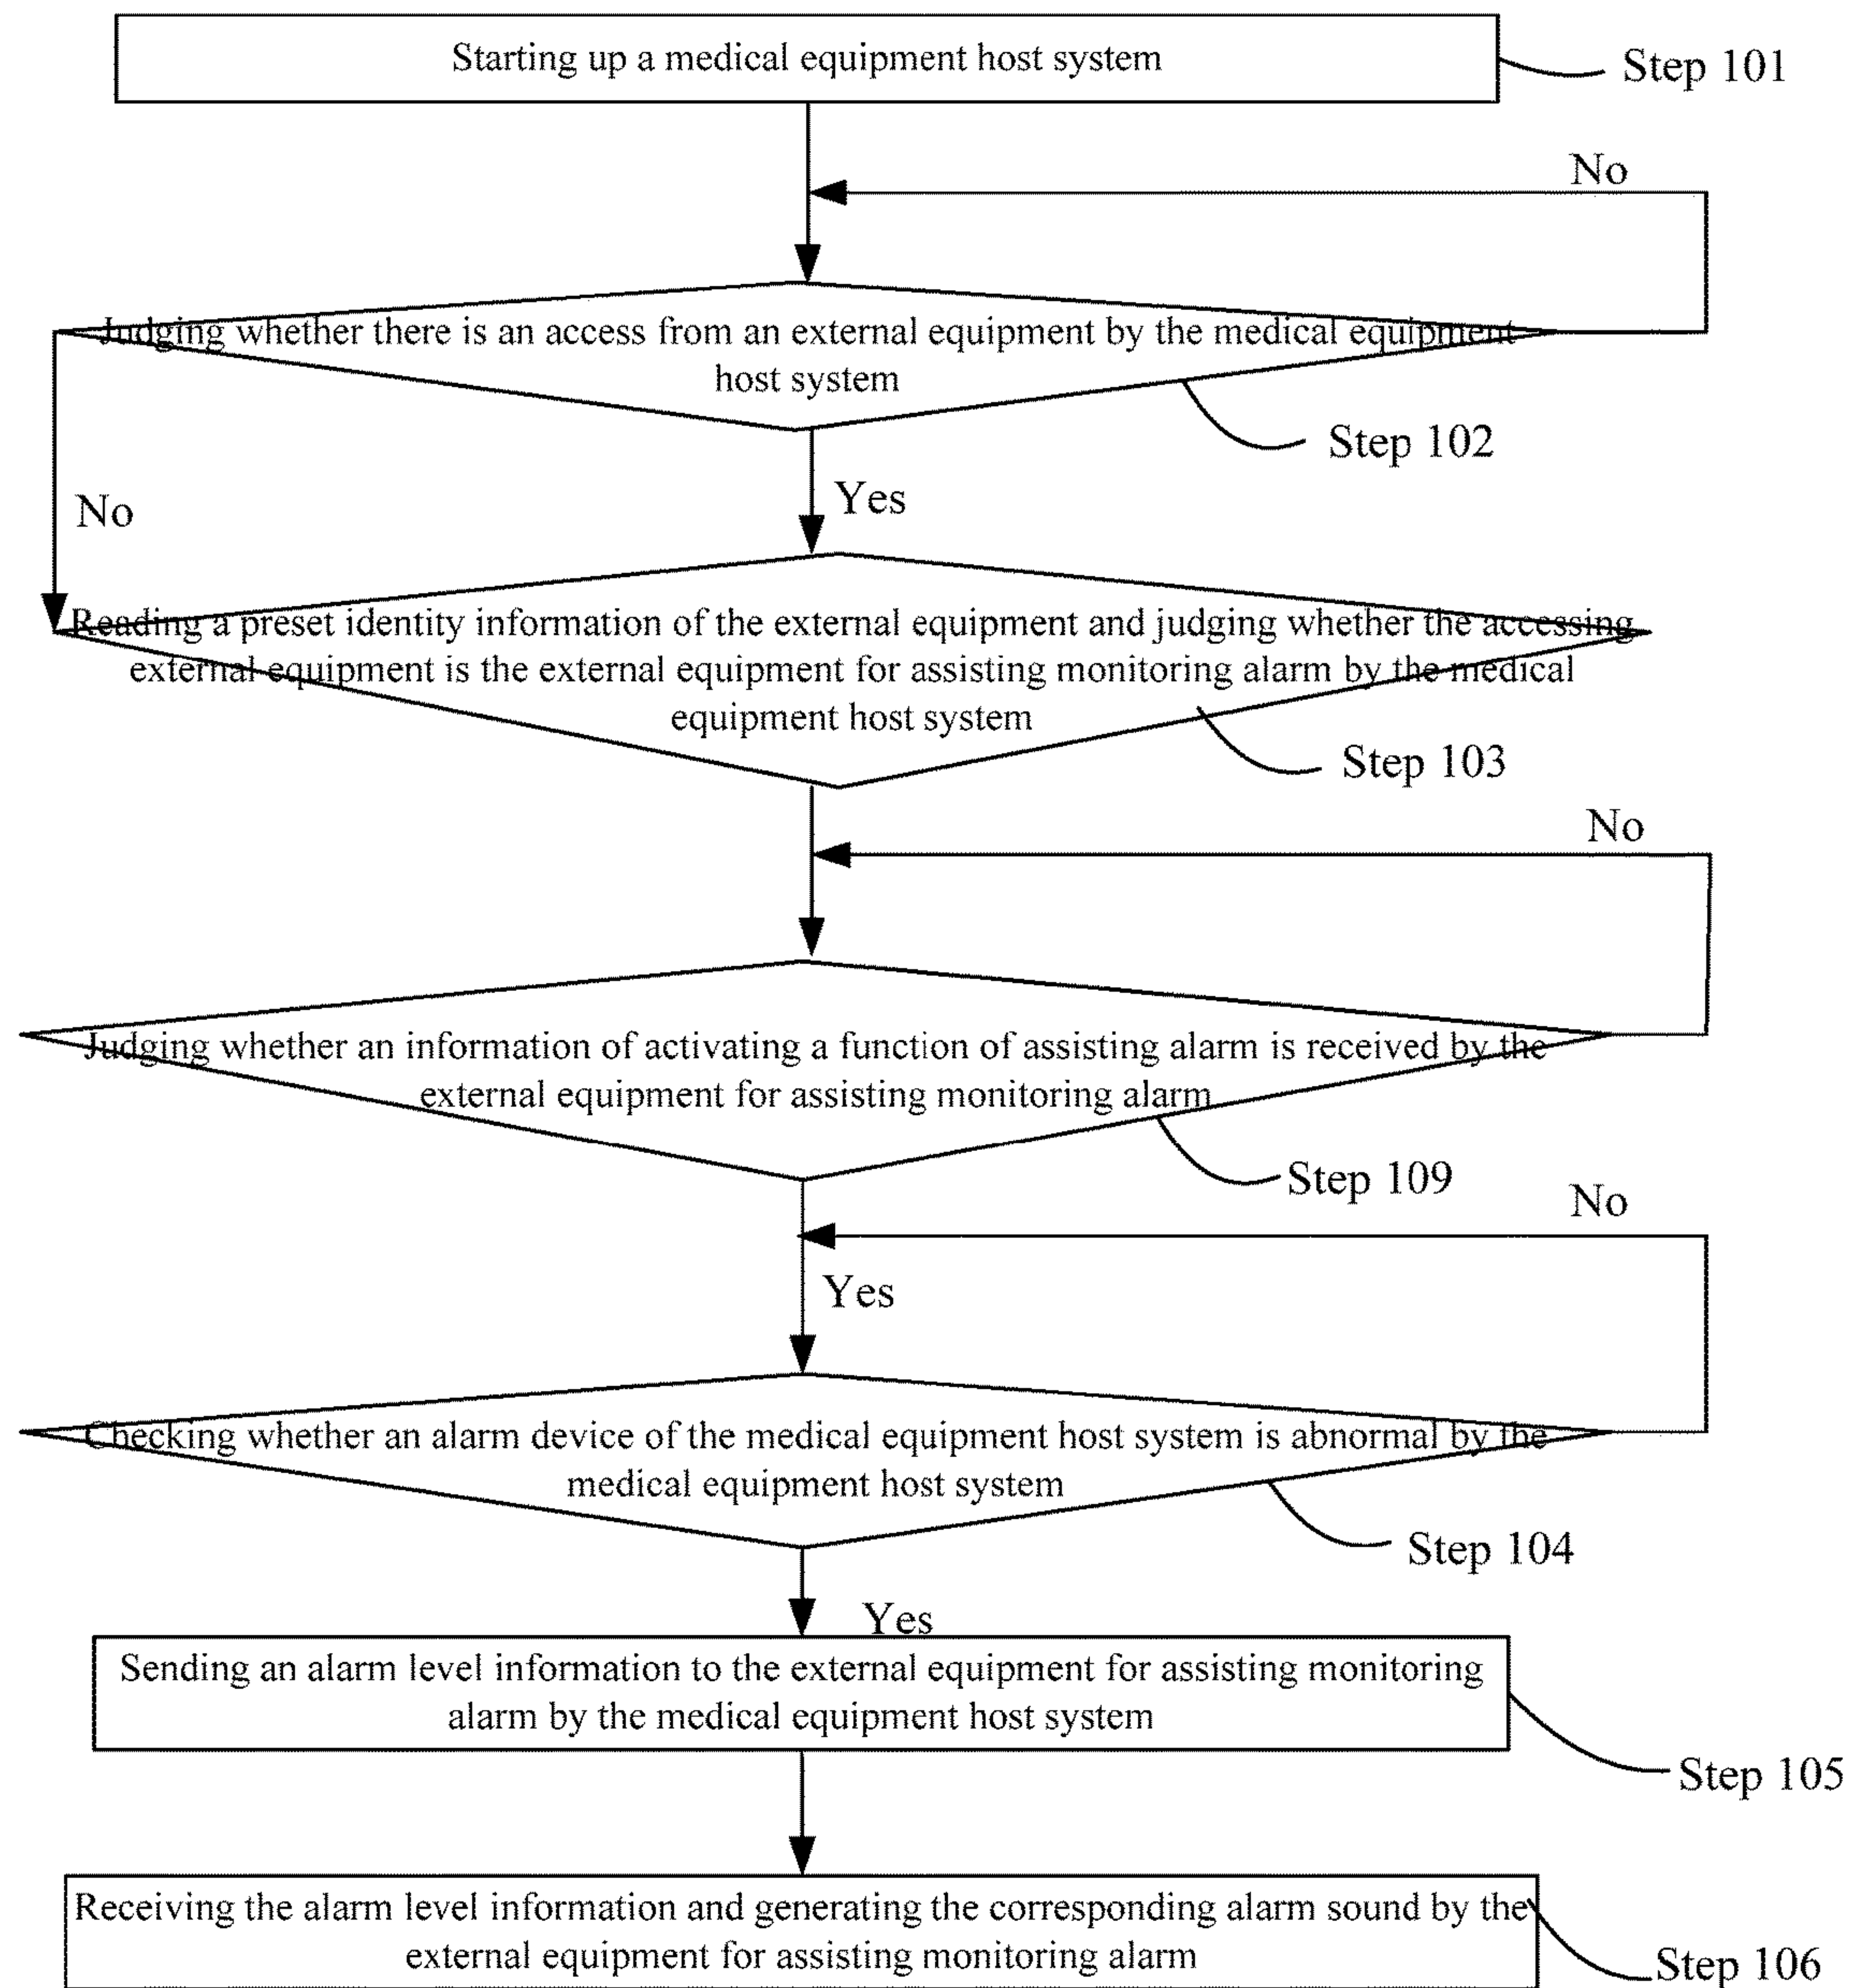 Starting up a medical equipment host system
Step 101
No
Judging whether there is an access from an external equipment by the medical equipment
host system
Step 102
No
Yes
Reading a preset identity information of the external equipment and judging whether the accessing
external equipment is the external equipment for assisting monitoring alarm by the medical
equipment host system
Step 103
No
Judging whether an information of activating a function of assisting alarm is received by the
external equipment for assisting monitoring alarm
Step 109
No
Yes
Checking whether an alarm device of the medical equipment host system is abnormal by the
medical equipment host system
Step 104
Yes
Sending an alarm level information to the external equipment for assisting monitoring
alarm by the medical equipment host system
Step 105
Receiving the alarm level information and generating the corresponding alarm sound by the
external equipment for assisting monitoring alarm
Step 106